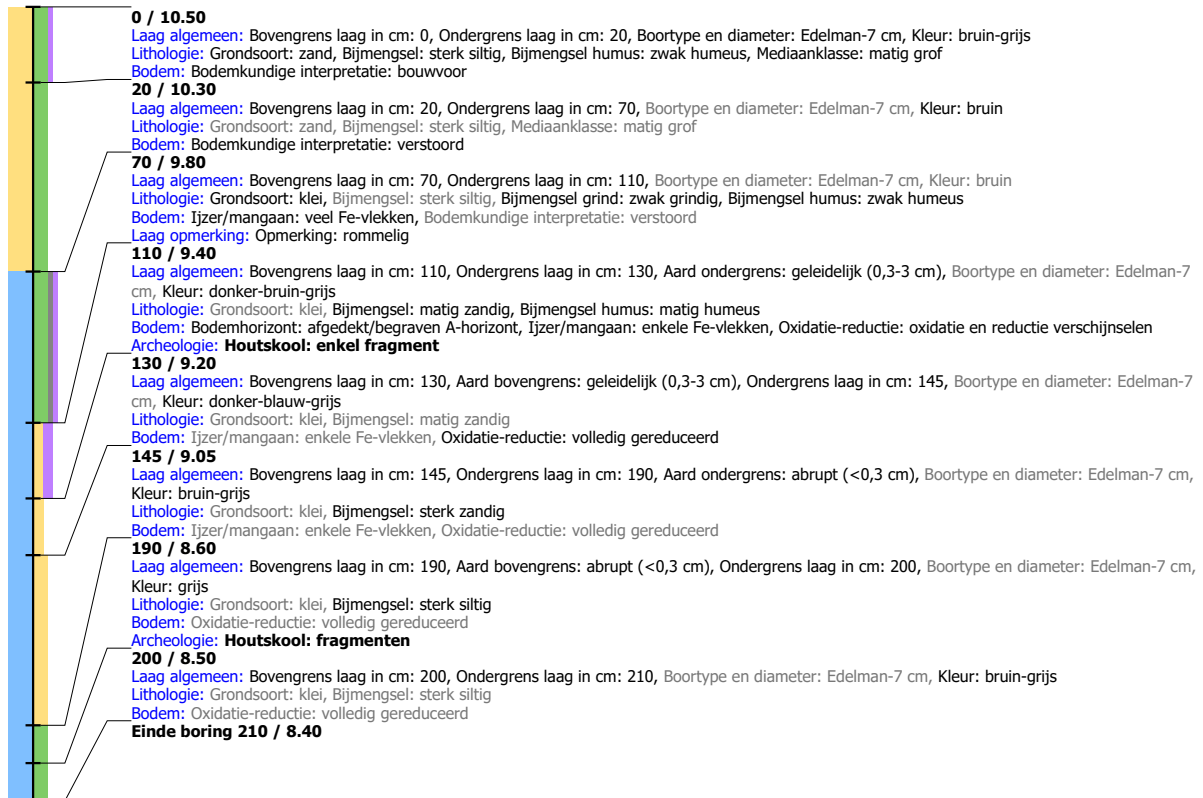 0 / 10.50
Laag algemeen: Bovengrens laag in cm: 0, Ondergrens laag in cm: 20, Boortype en diameter: Edelman-7 cm, Kleur: bruin-grijs
Lithologie: Grondsoort: zand, Bijmengsel: sterk siltig, Bijmengsel humus: zwak humeus, Mediaanklasse: matig grof
Bodem: Bodemkundige interpretatie: bouwvoor
20 / 10.30
Laag algemeen: Bovengrens laag in cm: 20, Ondergrens laag in cm: 70, Boortype en diameter: Edelman-7 cm, Kleur: bruin
Lithologie: Grondsoort: zand, Bijmengsel: sterk siltig, Mediaanklasse: matig grof
Bodem: Bodemkundige interpretatie: verstoord
70 / 9.80
Laag algemeen: Bovengrens laag in cm: 70, Ondergrens laag in cm: 110, Boortype en diameter: Edelman-7 cm, Kleur: bruin
Lithologie: Grondsoort: klei, Bijmengsel: sterk siltig, Bijmengsel grind: zwak grindig, Bijmengsel humus: zwak humeus
Bodem: Ijzer/mangaan: veel Fe-vlekken, Bodemkundige interpretatie: verstoord
Laag opmerking: Opmerking: rommelig
110 / 9.40
Laag algemeen: Bovengrens laag in cm: 110, Ondergrens laag in cm: 130, Aard ondergrens: geleidelijk (0,3-3 cm), Boortype en diameter: Edelman-7
cm, Kleur: donker-bruin-grijs
Lithologie: Grondsoort: klei, Bijmengsel: matig zandig, Bijmengsel humus: matig humeus
Bodem: Bodemhorizont: afgedekt/begraven A-horizont, Ijzer/mangaan: enkele Fe-vlekken, Oxidatie-reductie: oxidatie en reductie verschijnselen
Archeologie: Houtskool: enkel fragment
130 / 9.20
Laag algemeen: Bovengrens laag in cm: 130, Aard bovengrens: geleidelijk (0,3-3 cm), Ondergrens laag in cm: 145, Boortype en diameter: Edelman-7
cm, Kleur: donker-blauw-grijs
Lithologie: Grondsoort: klei, Bijmengsel: matig zandig
Bodem: Ijzer/mangaan: enkele Fe-vlekken, Oxidatie-reductie: volledig gereduceerd
145 / 9.05
Laag algemeen: Bovengrens laag in cm: 145, Ondergrens laag in cm: 190, Aard ondergrens: abrupt (<0,3 cm), Boortype en diameter: Edelman-7 cm,
Kleur: bruin-grijs
Lithologie: Grondsoort: klei, Bijmengsel: sterk zandig
Bodem: Ijzer/mangaan: enkele Fe-vlekken, Oxidatie-reductie: volledig gereduceerd
190 / 8.60
Laag algemeen: Bovengrens laag in cm: 190, Aard bovengrens: abrupt (<0,3 cm), Ondergrens laag in cm: 200, Boortype en diameter: Edelman-7 cm,
Kleur: grijs
Lithologie: Grondsoort: klei, Bijmengsel: sterk siltig
Bodem: Oxidatie-reductie: volledig gereduceerd
Archeologie: Houtskool: fragmenten
200 / 8.50
Laag algemeen: Bovengrens laag in cm: 200, Ondergrens laag in cm: 210, Boortype en diameter: Edelman-7 cm, Kleur: bruin-grijs
Lithologie: Grondsoort: klei, Bijmengsel: sterk siltig
Bodem: Oxidatie-reductie: volledig gereduceerd
Einde boring 210 / 8.40